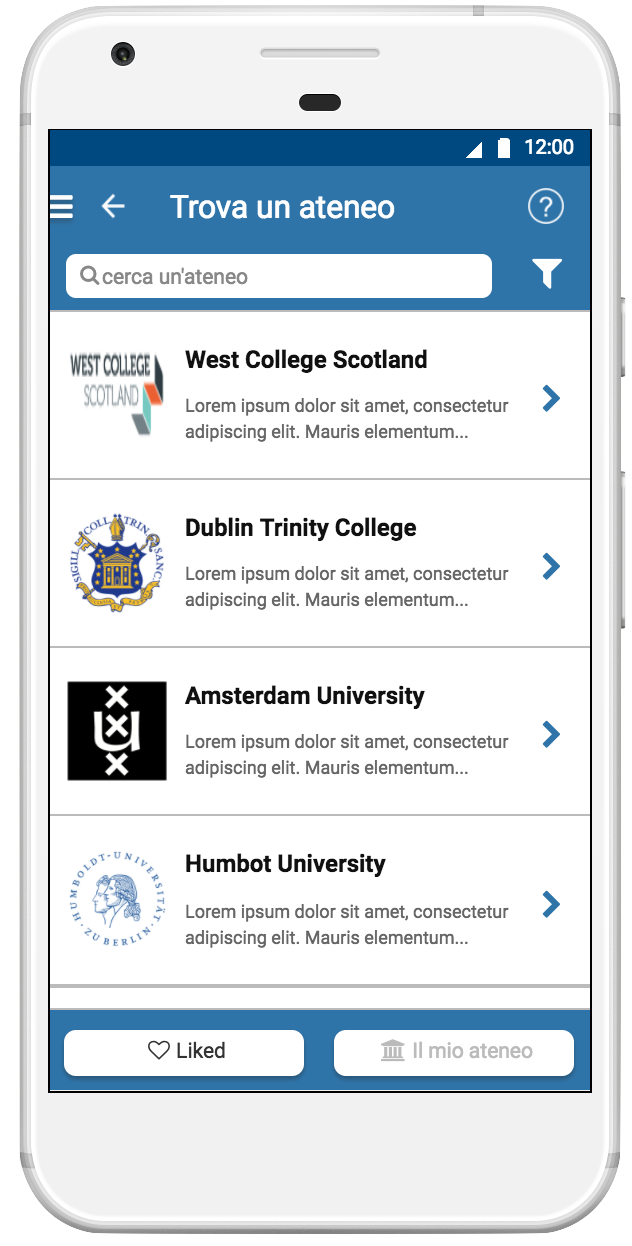 12:00
Trova un ateneo
?
cerca un'ateneo
WEST COLLEGE
SCOTLAND
West College Scotland
Lorem ipsum dolor sit amet, consectetur
adipiscing elit. Mauris elementum...
SIGILL COLL TRIN SANC
Dublin Trinity College
Lorem ipsum dolor sit amet, consectetur
adipiscing elit. Mauris elementum...
U
Amsterdam University
Lorem ipsum dolor sit amet, consectetur
adipiscing elit. Mauris elementum...
HUMBOLDT-UNIVERSITÄT
· ZU BERLIN ·
Humbot University
Lorem ipsum dolor sit amet, consectetur
adipiscing elit. Mauris elementum...
Liked
Il mio ateneo